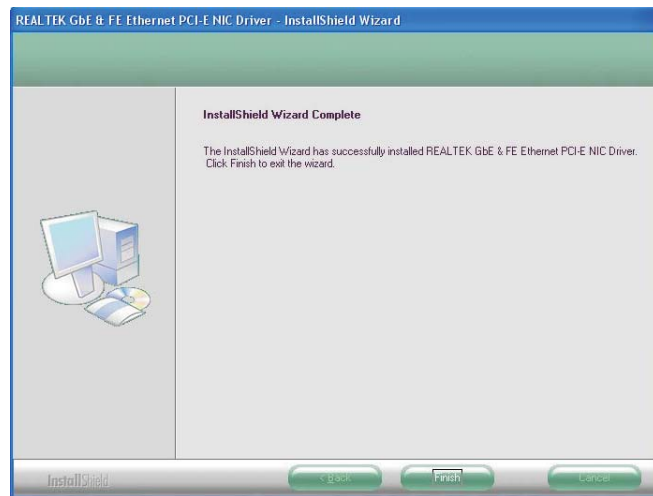 REALTEK GbE & FE Ethernet PCI-E NIC Driver - InstallShield Wizard
InstallShield Wizard Complete
The InstallShield Wizard has successfully installed REALTEK GbE & FE Ethernet PCI-E NIC Driver.
Click Finish to exit the wizard.
InstallShield
< Back
Finish
Cancel